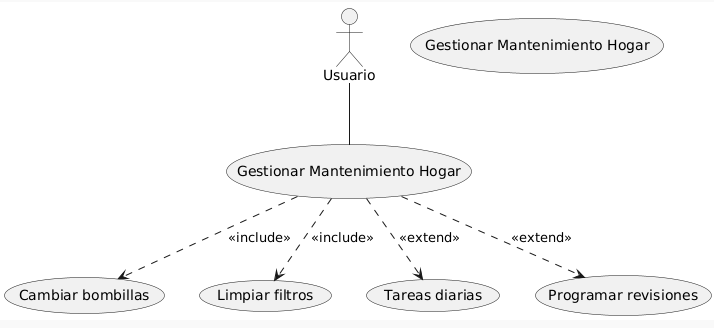 Gestionar Mantenimiento Hogar
Usuario
Gestionar Mantenimiento Hogar
«include»
«include»
«extend»
«extend»
Cambiar bombillas
Limpiar filtros
Tareas diarias
Programar revisiones